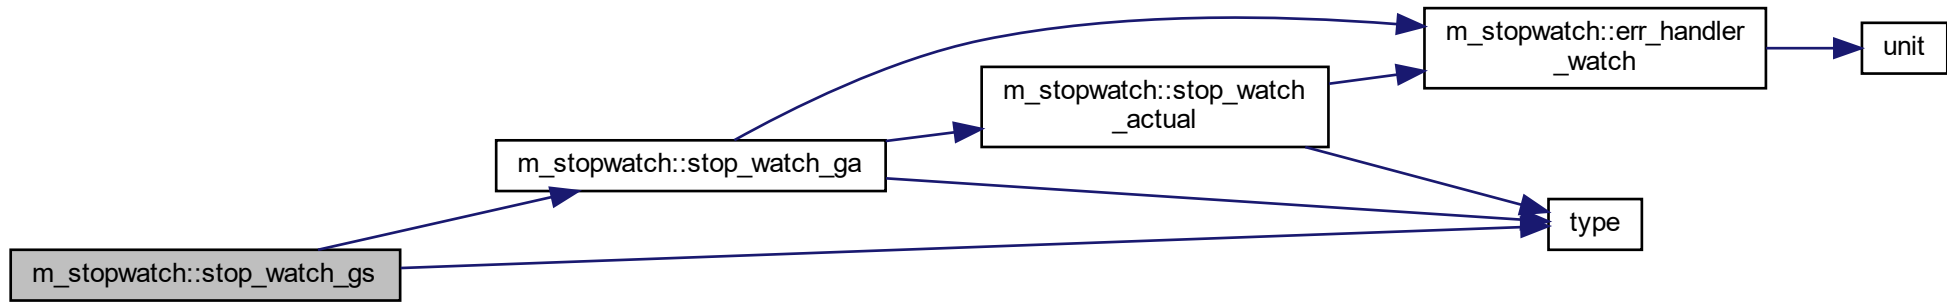 m_stopwatch::stop_watch_gs
m_stopwatch::stop_watch_ga
m_stopwatch::stop_watch
_actual
m_stopwatch::err_handler
_watch
unit
type